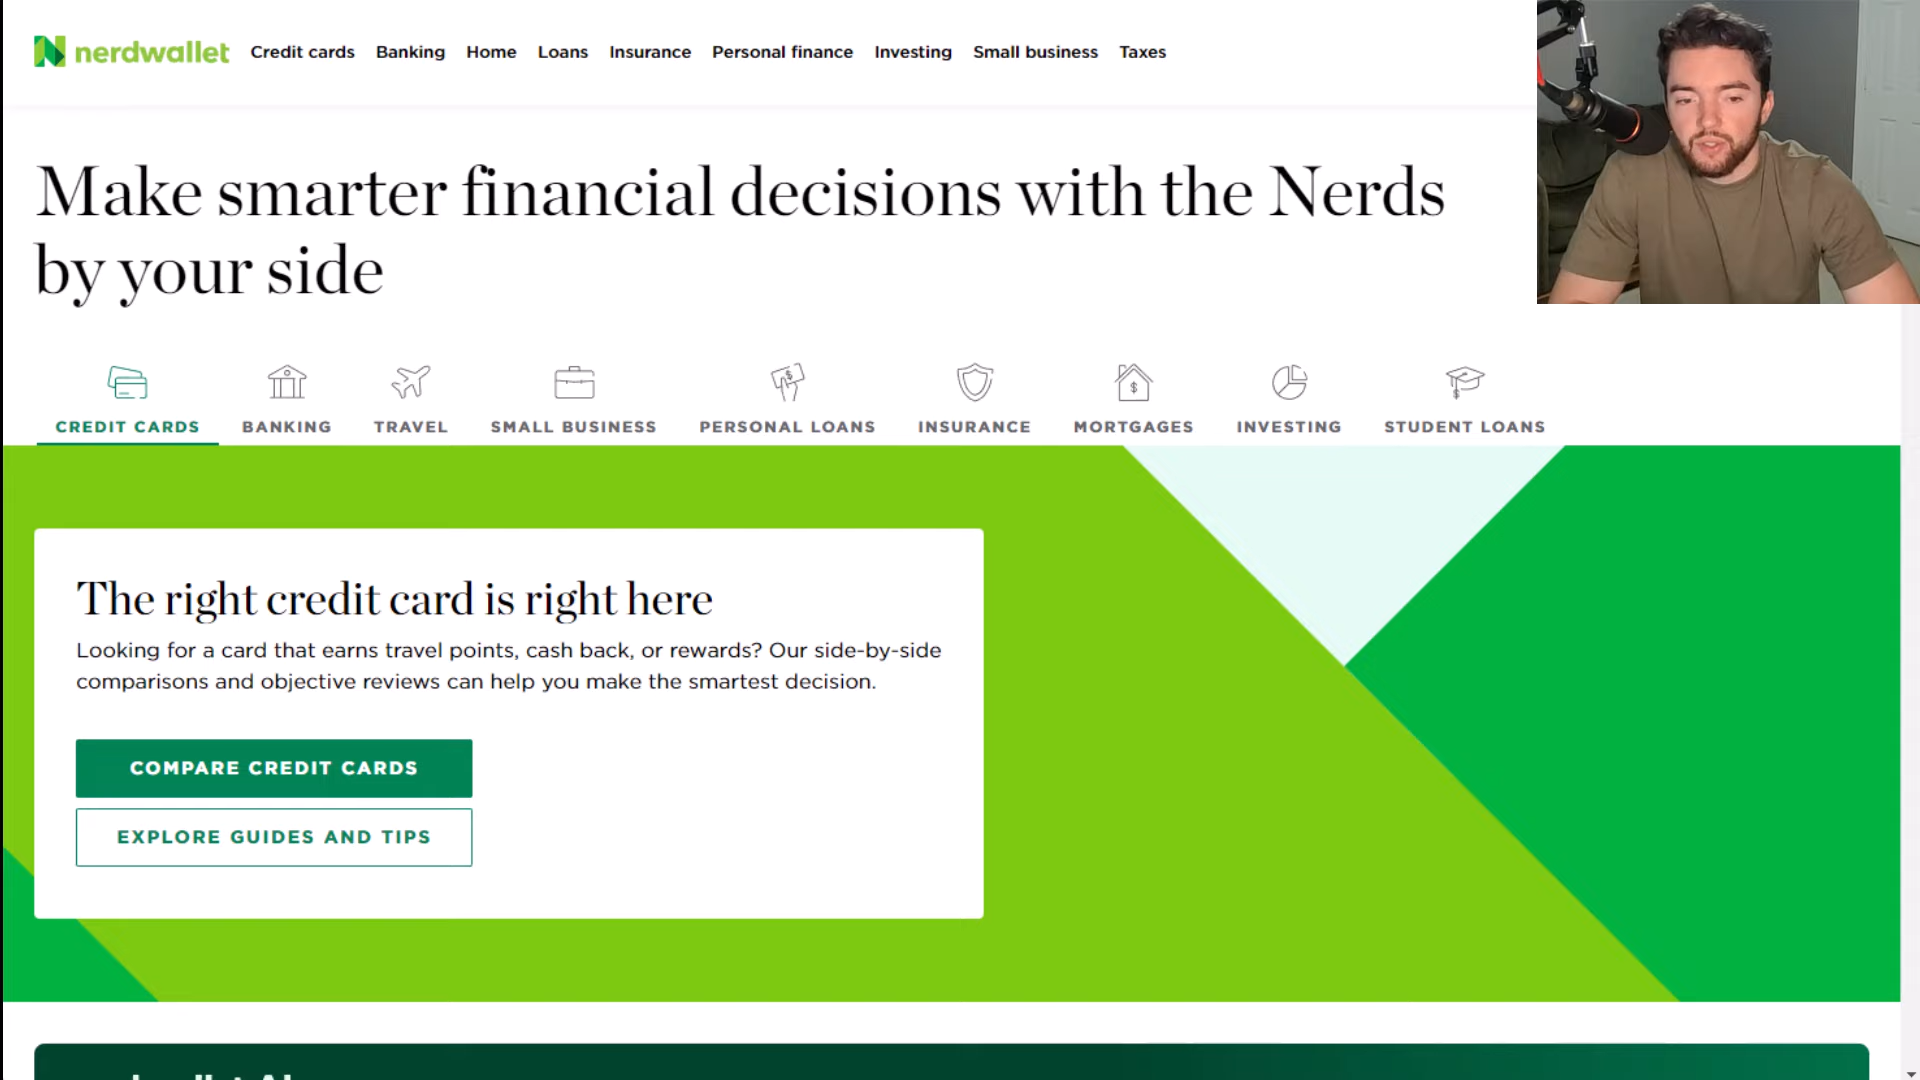 nerdwallet Credit cards Banking Home Loans Insurance Personal finance Investing Small business Taxes
Make smarter financial decisions with the Nerds
by your side
CREDIT CARDS BANKING TRAVEL SMALL BUSINESS PERSONAL LOANS INSURANCE MORTGAGES INVESTING STUDENT LOANS
The right credit card is right here
Looking for a card that earns travel points, cash back, or rewards? Our side-by-side
comparisons and objective reviews can help you make the smartest decision.
COMPARE CREDIT CARDS
EXPLORE GUIDES AND TIPS